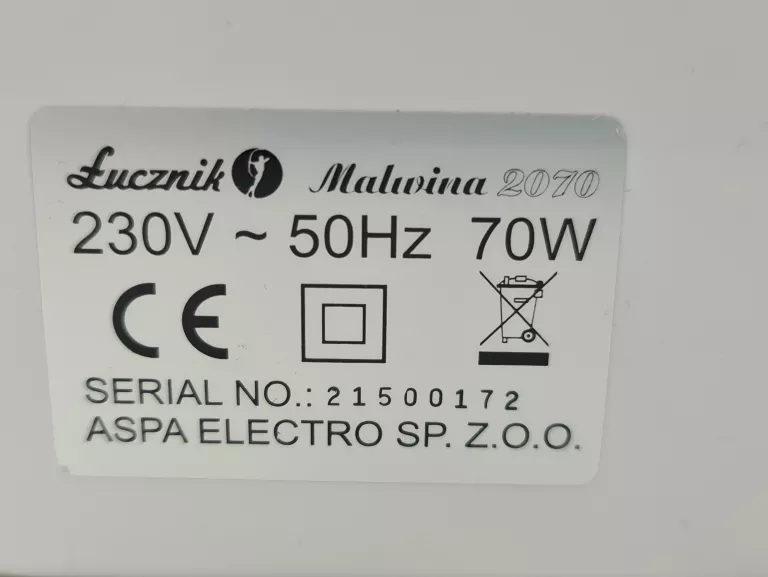 Łucznik Malwina 2070
230V ~ 50Hz 70W
CE
SERIAL NO.: 21500172
ASPA ELECTRO SP. Z.O.O.